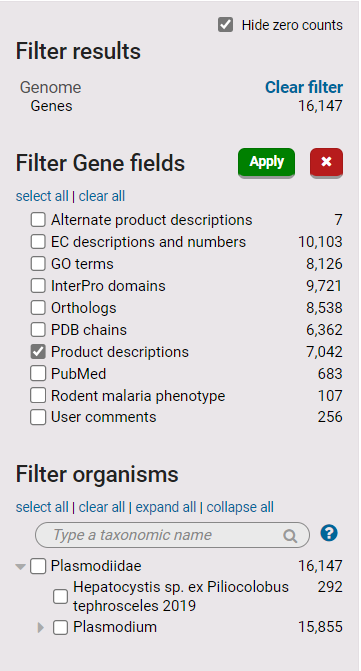 Hide zero counts
Filter results
Genome Clear filter
Genes 16,147
Filter Gene fields Apply
select all | clear all
Alternate product descriptions 7
EC descriptions and numbers 10,103
GO terms 8,126
InterPro domains 9,721
Orthologs 8,538
PDB chains 6,362
Product descriptions 7,042
PubMed 683
Rodent malaria phenotype 107
User comments 256
Filter organisms
select all | clear all | expand all | collapse all
Type a taxonomic name ?
Plasmodiidae 16,147
Hepatocystis sp. ex Piliocolobus 292
tephrosceles 2019
Plasmodium 15,855